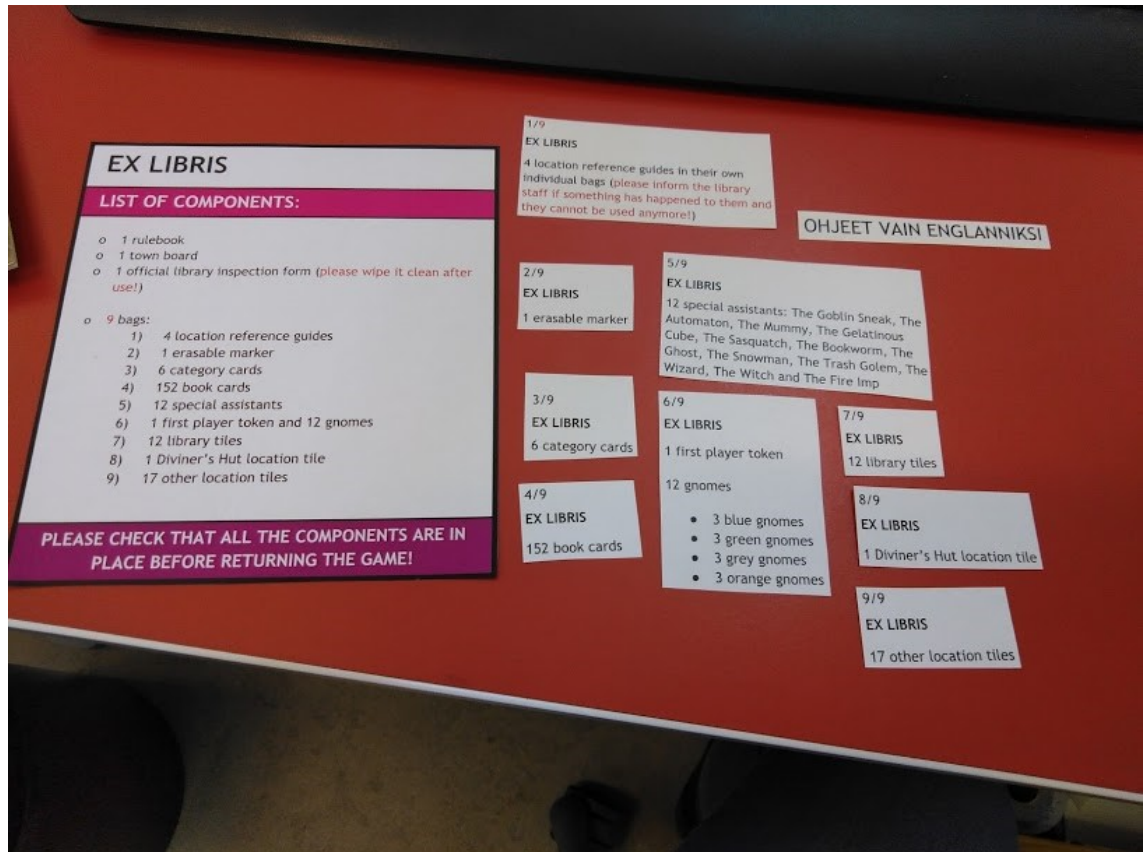 EX LIBRIS
LIST OF COMPONENTS:
o 1 rulebook
o 1 town board
o 1 official library inspection form (please wipe it clean after
use!)
o 9 bags:
1) 4 location reference guides
2) 1 erasable marker
3) 6 category cards
4) 152 book cards
5) 12 special assistants
6) 1 first player token and 12 gnomes
7) 12 library tiles
8) 1 Diviner's Hut location tile
9) 17 other location tiles
PLEASE CHECK THAT ALL THE COMPONENTS ARE IN
PLACE BEFORE RETURNING THE GAME!
1/9
EX LIBRIS
4 location reference guides in their own
individual bags (please inform the library
staff if something has happened to them and
they cannot be used anymore!)
OHJEET VAIN ENGLANNIKSI
2/9
EX LIBRIS
1 erasable marker
5/9
EX LIBRIS
12 special assistants: The Goblin Sneak, The
Automaton, The Mummy, The Gelatinous
Cube, The Sasquatch, The Bookworm, The
Ghost, The Snowman, The Trash Golem, The
Wizard, The Witch and The Fire Imp
3/9
EX LIBRIS
6 category cards
6/9
EX LIBRIS
1 first player token
12 gnomes
• 3 blue gnomes
• 3 green gnomes
• 3 grey gnomes
• 3 orange gnomes
7/9
EX LIBRIS
12 library tiles
4/9
EX LIBRIS
152 book cards
8/9
EX LIBRIS
1 Diviner's Hut location tile
9/9
EX LIBRIS
17 other location tiles